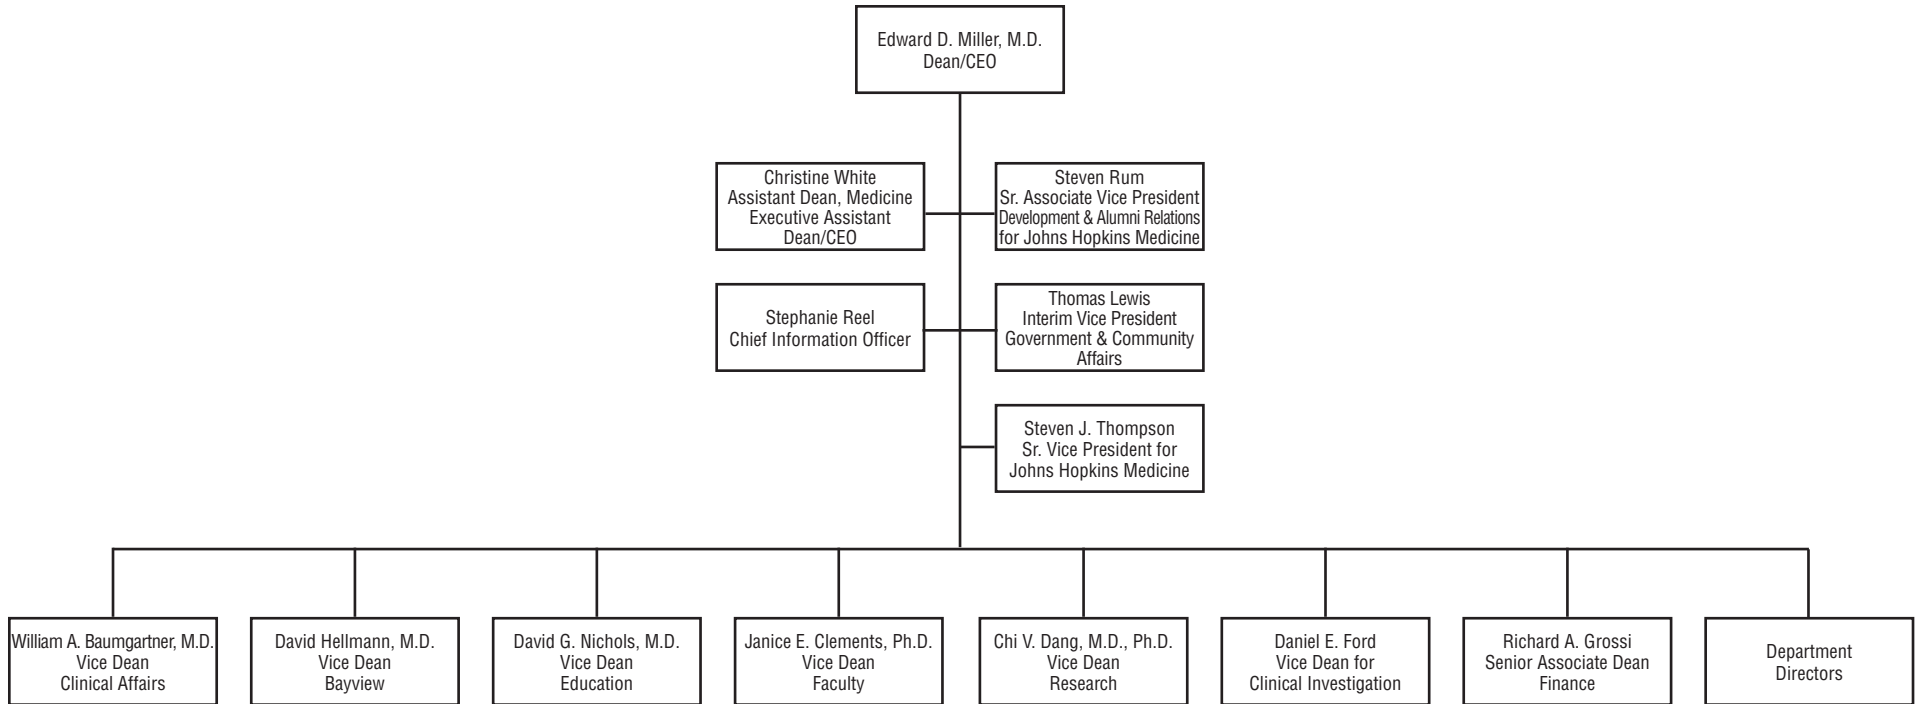 Edward D. Miller, M.D.
Dean/CEO
Christine White
Assistant Dean, Medicine
Executive Assistant
Dean/CEO
Steven Rum
Sr. Associate Vice President
Development & Alumni Relations
for Johns Hopkins Medicine
Stephanie Reel
Chief Information Officer
Thomas Lewis
Interim Vice President
Government & Community
Affairs
Steven J. Thompson
Sr. Vice President for
Johns Hopkins Medicine
William A. Baumgartner, M.D.
Vice Dean
Clinical Affairs
David Hellmann, M.D.
Vice Dean
Bayview
David G. Nichols, M.D.
Vice Dean
Education
Janice E. Clements, Ph.D.
Vice Dean
Faculty
Chi V. Dang, M.D., Ph.D.
Vice Dean
Research
Daniel E. Ford
Vice Dean for
Clinical Investigation
Richard A. Grossi
Senior Associate Dean
Finance
Department
Directors